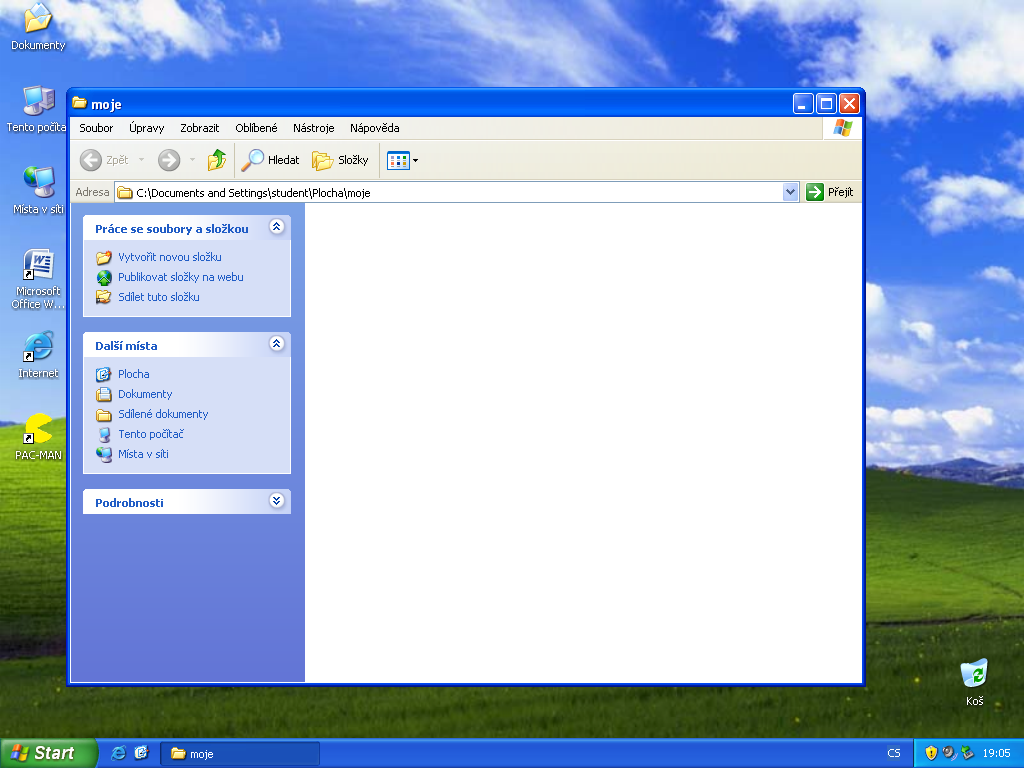 Dokumenty
Tento počíta
Místa v síti
Microsoft
Office W...
Internet
PAC-MAN
moje
Soubor Úpravy Zobrazit Oblíbené Nástroje Nápověda
Zpět Hledat Složky
Adresa C:\Documents and Settings\student\Plocha\moje Přejít
Práce se soubory a složkou
Vytvořit novou složku
Publikovat složky na webu
Sdílet tuto složku
Další místa
Plocha
Dokumenty
Sdílené dokumenty
Tento počítač
Místa v síti
Podrobnosti
Koš
Start moje CS 19:05